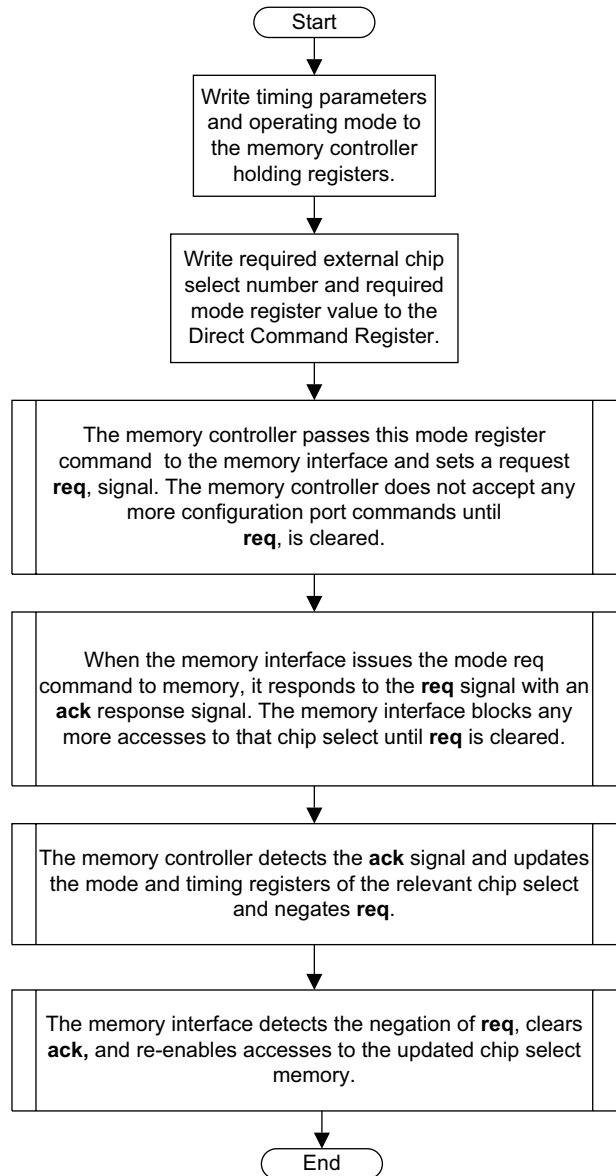 Start
Write timing parameters
and operating mode to
the memory controller
holding registers.
Write required external chip
select number and required
mode register value to the
Direct Command Register.
The memory controller passes this mode register
command to the memory interface and sets a request
req, signal. The memory controller does not accept any
more configuration port commands until
req, is cleared.
When the memory interface issues the mode req
command to memory, it responds to the req signal with an
ack response signal. The memory interface blocks any
more accesses to that chip select until req is cleared.
The memory controller detects the ack signal and updates
the mode and timing registers of the relevant chip select
and negates req.
The memory interface detects the negation of req, clears
ack, and re-enables accesses to the updated chip select
memory.
End